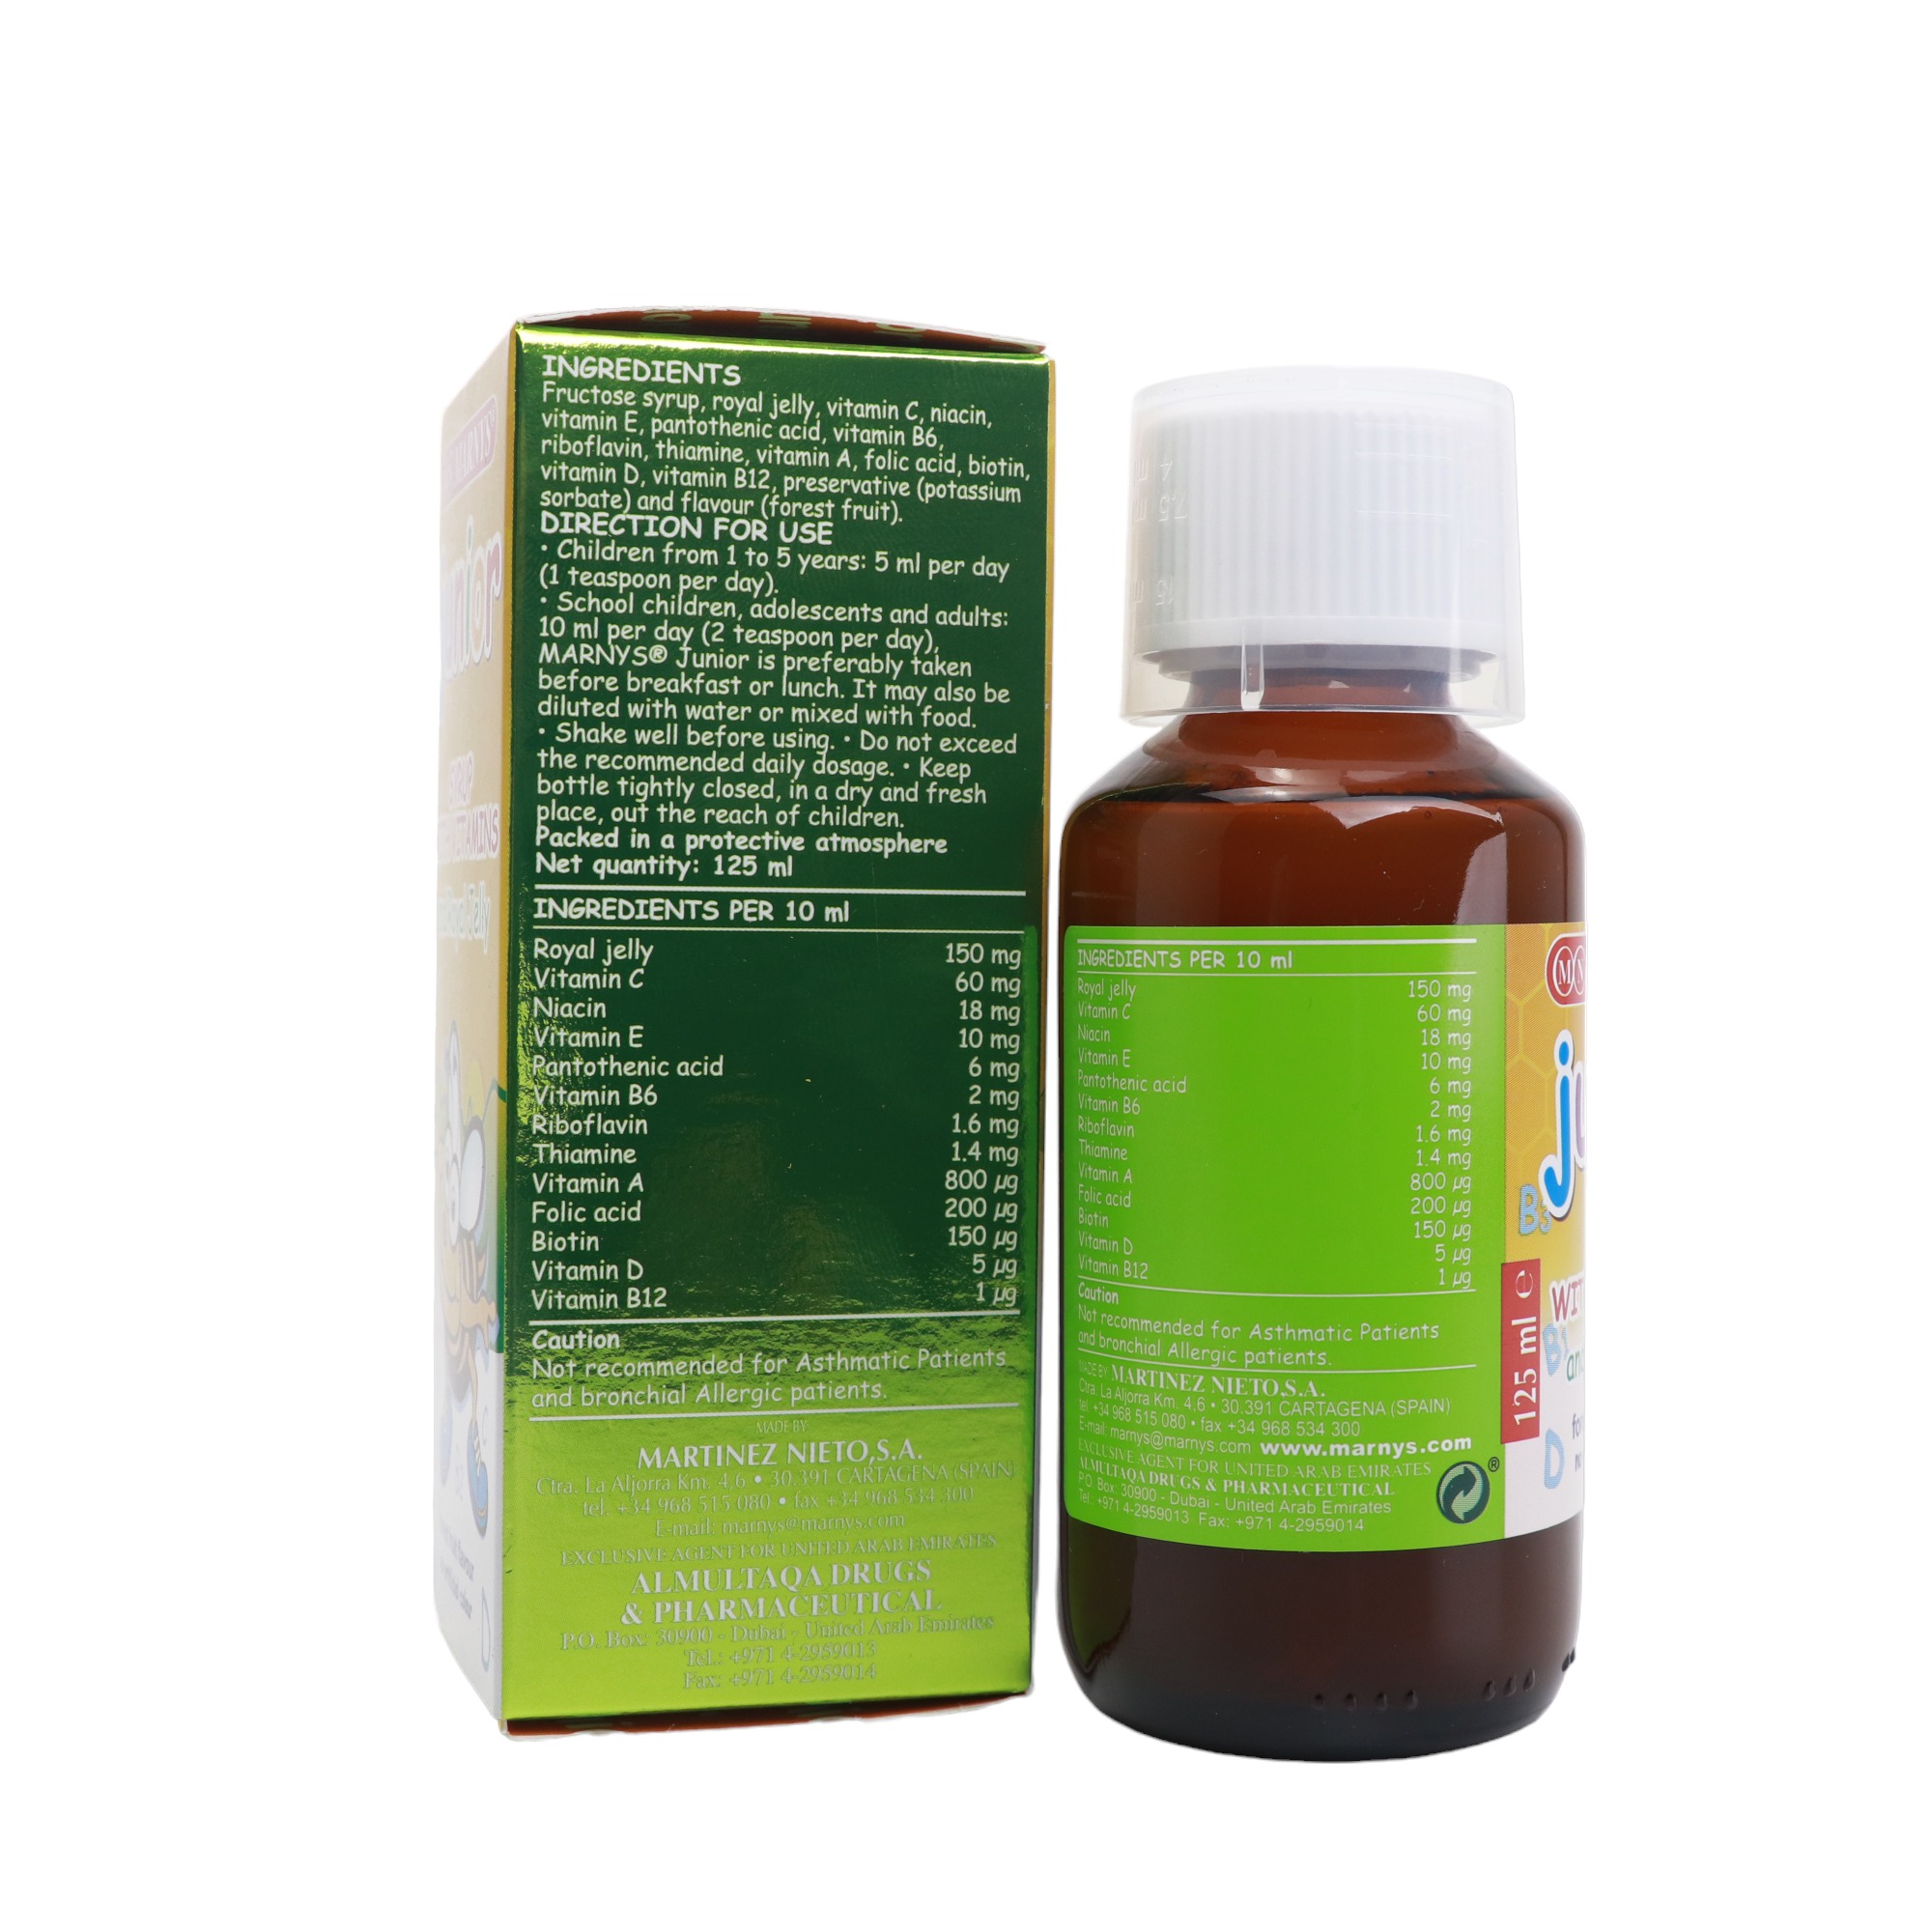 INGREDIENTS
Fructose syrup, royal jelly, vitamin C, niacin,
vitamin E, pantothenic acid, vitamin B6,
riboflavin, thiamine, vitamin A, folic acid, biotin,
vitamin D, vitamin B12, preservative (potassium
sorbate) and flavour (forest fruit).
DIRECTION FOR USE
• Children from 1 to 5 years: 5 ml per day
(1 teaspoon per day).
• School children, adolescents and adults:
10 ml per day (2 teaspoon per day),
MARNYS® Junior is preferably taken
before breakfast or lunch. It may also be
diluted with water or mixed with food.
• Shake well before using. • Do not exceed
the recommended daily dosage. • Keep
bottle tightly closed, in a dry and fresh
place, out the reach of children.
Packed in a protective atmosphere
Net quantity: 125 ml
INGREDIENTS PER 10 ml
Royal jelly 150 mg
Vitamin C 60 mg
Niacin 18 mg
Vitamin E 10 mg
Pantothenic acid 6 mg
Vitamin B6 2 mg
Riboflavin 1.6 mg
Thiamine 1.4 mg
Vitamin A 800 µg
Folic acid 200 µg
Biotin 150 µg
Vitamin D 5 µg
Vitamin B12 1 µg
Caution
Not recommended for Asthmatic Patients
and bronchial Allergic patients.
MADE BY
MARTINEZ NIETO,S.A.
Ctra. La Aljorra Km. 4,6 • 30.391 CARTAGENA (SPAIN)
tel. +34 968 515 080 • fax +34 968 534 300
E-mail: marnys@marnys.com
EXCLUSIVE AGENT FOR UNITED ARAB EMIRATES
ALMULTAQA DRUGS
& PHARMACEUTICAL
P.O. Box: 30900 - Dubai - United Arab Emirates
Tel.: +971 4-2959013
Fax: +971 4-2959014
MARNYS
Junior
SYRUP
VITAMINS
Royal Jelly
D
INGREDIENTS PER 10 ml
Royal jelly 150 mg
Vitamin C 60 mg
Niacin 18 mg
Vitamin E 10 mg
Pantothenic acid 6 mg
Vitamin B6 2 mg
Riboflavin 1.6 mg
Thiamine 1.4 mg
Vitamin A 800 µg
Folic acid 200 µg
Biotin 150 µg
Vitamin D 5 µg
Vitamin B12 1 µg
Caution
Not recommended for Asthmatic Patients
and bronchial Allergic patients.
MADE BY MARTINEZ NIETO,S.A.
Ctra. La Aljorra Km. 4,6 • 30.391 CARTAGENA (SPAIN)
tel. +34 968 515 080 • fax +34 968 534 300
E-mail: marnys@marnys.com www.marnys.com
EXCLUSIVE AGENT FOR UNITED ARAB EMIRATES
ALMULTAQA DRUGS & PHARMACEUTICAL
P.O. Box: 30900 - Dubai - United Arab Emirates
Tel.: +971 4-2959013 Fax: +971 4-2959014
®
125 ml e
ju
B3
WIT
B1
D